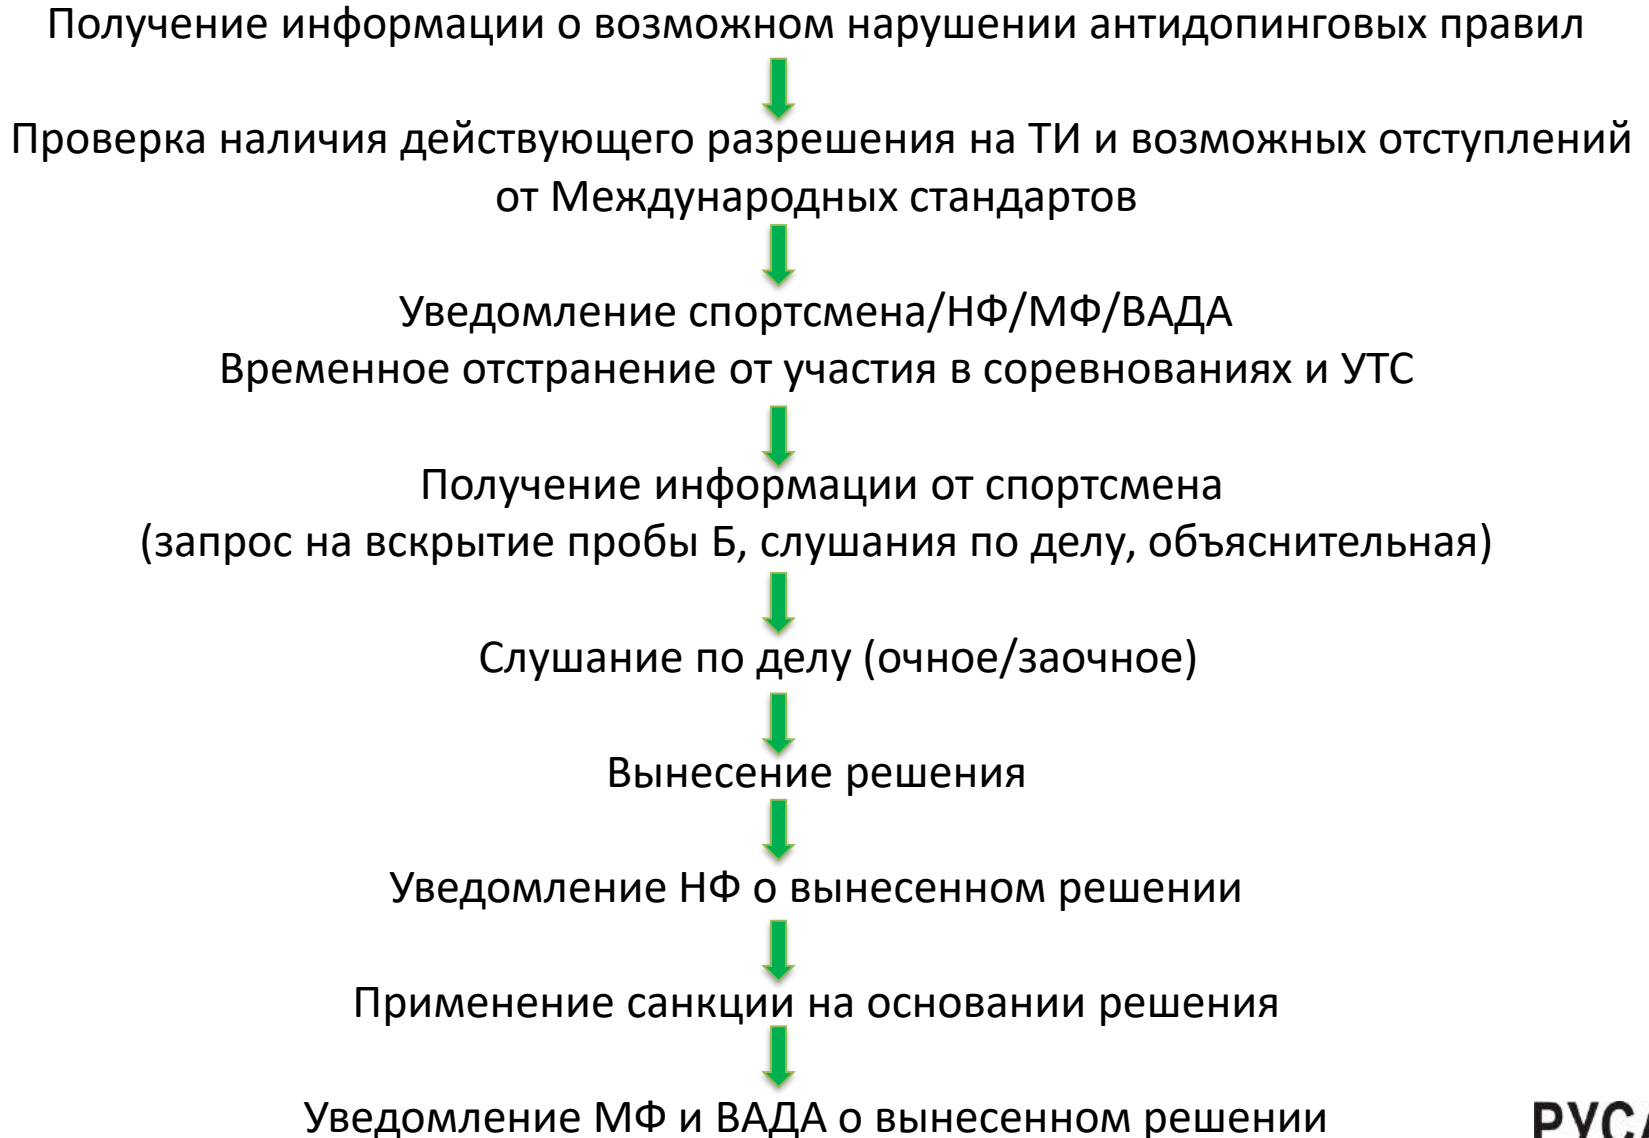 Получение информации о возможном нарушении антидопинговых правил
Проверка наличия действующего разрешения на ТИ и возможных отступлений
от Международных стандартов
Уведомление спортсмена/НФ/МФ/ВАДА
Временное отстранение от участия в соревнованиях и УТС
Получение информации от спортсмена
(запрос на вскрытие пробы Б, слушания по делу, объяснительная)
Слушание по делу (очное/заочное)
Вынесение решения
Уведомление НФ о вынесенном решении
Применение санкции на основании решения
Уведомление МФ и ВАДА о вынесенном решении